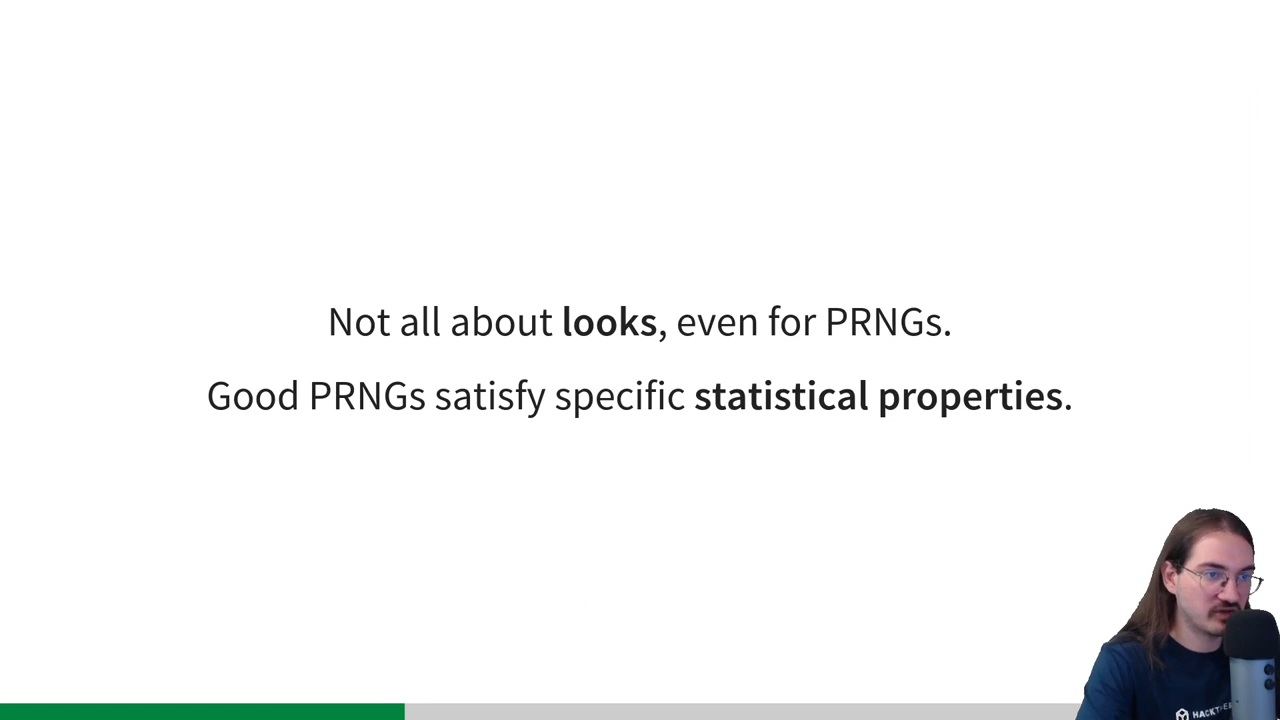 Not all about looks, even for PRNGs.
Good PRNGs satisfy specific statistical properties.